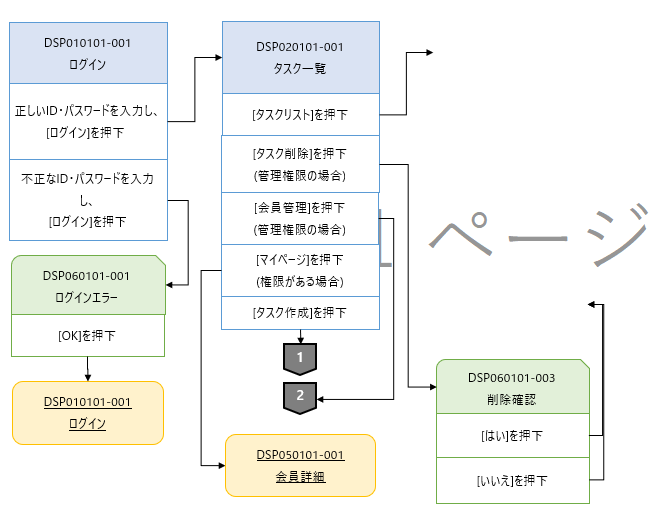 DSP010101-001
ログイン
正しいID・パスワードを入力し、
[ログイン]を押下
不正なID・パスワードを入力
し、
[ログイン]を押下
DSP060101-001
ログインエラー
[OK]を押下
DSP010101-001
ログイン
DSP020101-001
タスク一覧
[タスクリスト]を押下
[タスク削除]を押下
(管理権限の場合)
[会員管理]を押下
(管理権限の場合)
[マイページ]を押下
(権限がある場合)
[タスク作成]を押下
1
2
DSP050101-001
会員詳細
ページ
DSP060101-003
削除確認
[はい]を押下
[いいえ]を押下